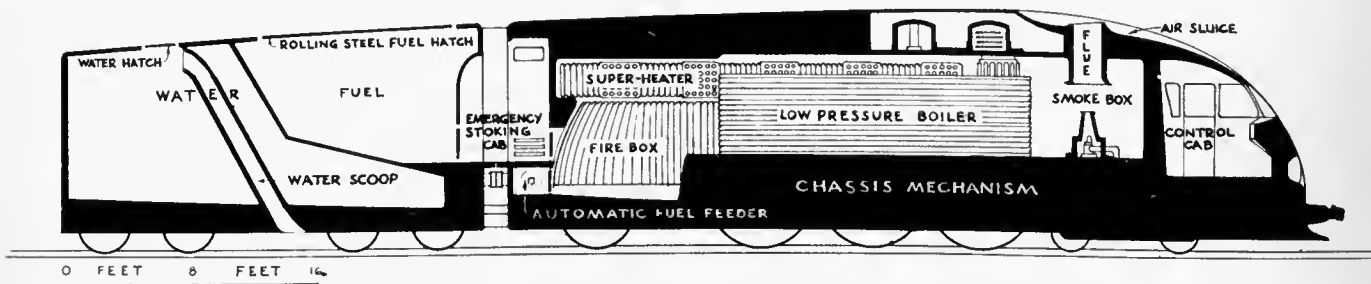 AIR SLUICE
ROLLING STEEL FUEL HATCH
WATER HATCH
FLUE
SUPER-HEATER
WATER
FUEL
SMOKE BOX
LOW PRESSURE BOILER
EMERGENCY
STOKING
CAB
FIRE BOX
CONTROL
CAB
WATER SCOOP
CHASSIS MECHANISM
AUTOMATIC FUEL FEEDER
0 FEET 8 FEET 16